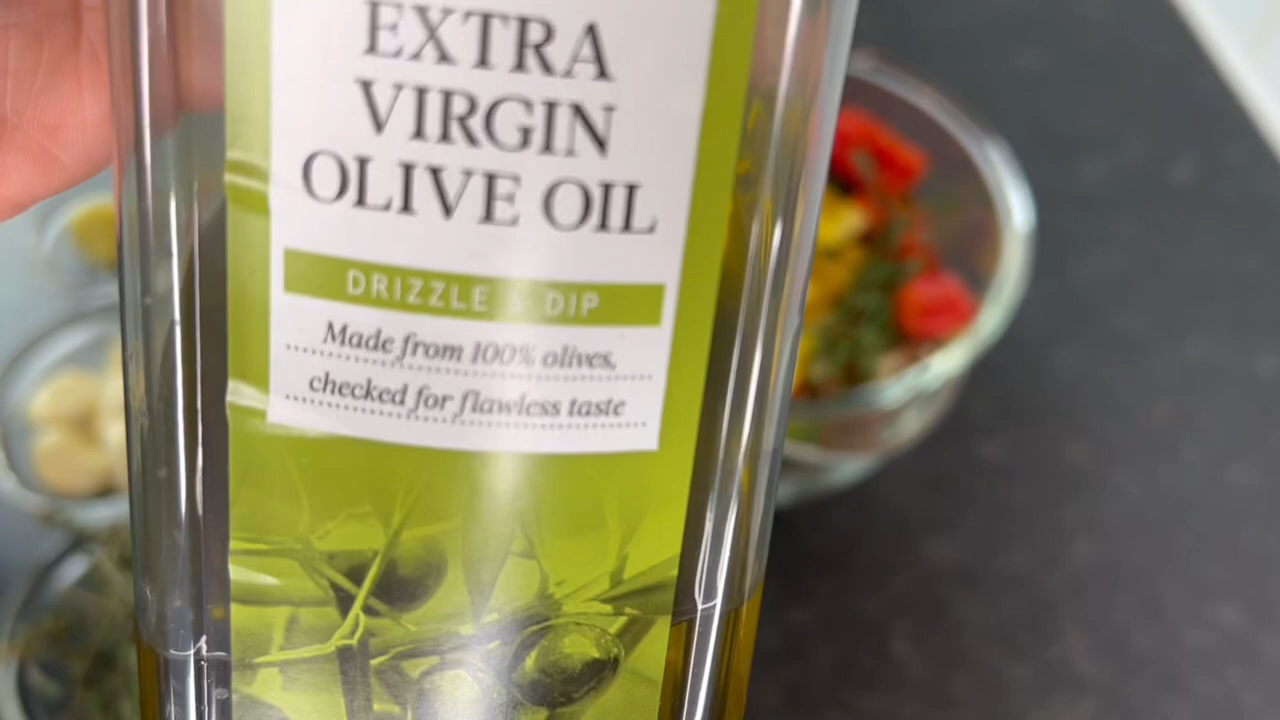 EXTRA
VIRGIN
OLIVE OIL
DRIZZLE & DIP
Made from 100% olives,
checked for flawless taste